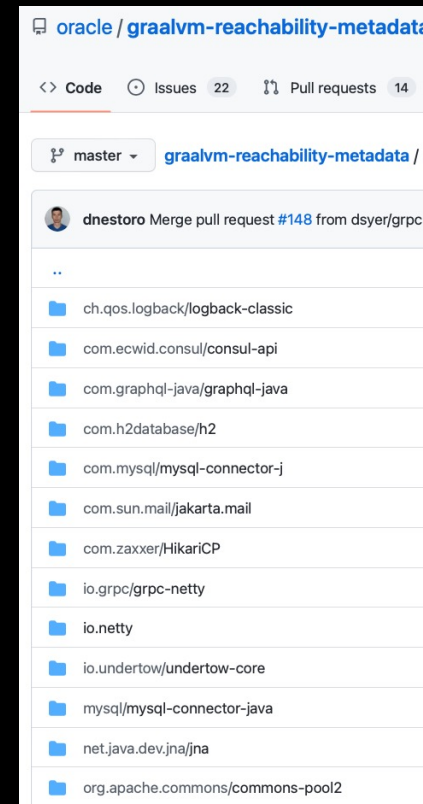 oracle / graalvm-reachability-metadata
Code Issues 22 Pull requests 14
master graalvm-reachability-metadata /
dnestoro Merge pull request #148 from dsyer/grpc
..
ch.qos.logback/logback-classic
com.ecwid.consul/consul-api
com.graphql-java/graphql-java
com.h2database/h2
com.mysql/mysql-connector-j
com.sun.mail/jakarta.mail
com.zaxxer/HikariCP
io.grpc/grpc-netty
io.netty
io.undertow/undertow-core
mysql/mysql-connector-java
net.java.dev.jna/jna
org.apache.commons/commons-pool2